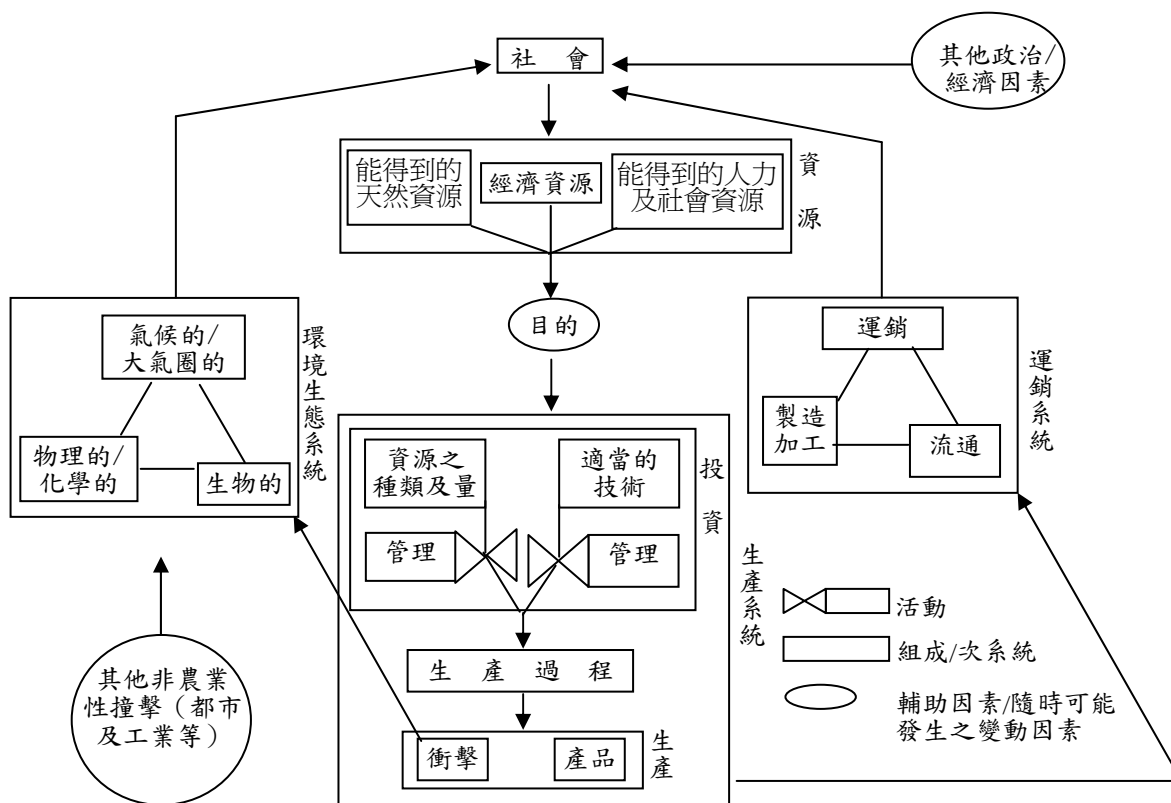 社 會
其他政治/
經濟因素
能得到的
天然資源
經濟資源
能得到的人力
及社會資源
資源
目的
氣候的/
大氣圈的
物理的/
化學的
生物的
環境生態系統
運銷
製造
加工
流通
運銷系統
資源之
種類及量
適當的
技術
投資
管理
管理
生產系統
生 產 過 程
衝擊
產品
生產
其他非農業
性撞擊（都市
及工業等）
活動
組成/次系統
輔助因素/隨時可能
發生之變動因素